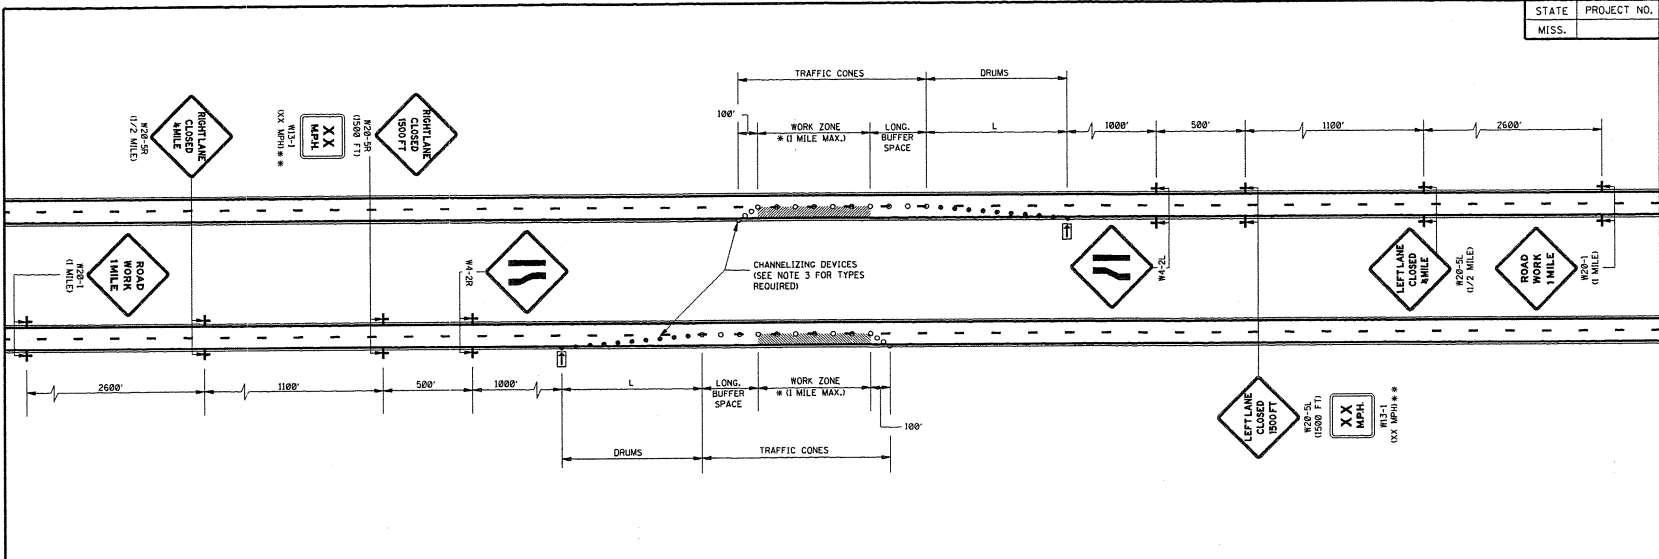 STATE PROJECT NO.
MISS.
TRAFFIC CONES
DRUMS
100'
WORK ZONE
* (1 MILE MAX.)
LONG.
BUFFER
SPACE
L
1000'
500'
1100'
2600'
RIGHT LANE
CLOSED
½ MILE
W20-5R
(1/2 MILE)
XX
M.P.H.
W13-1
(XX MPH) * *
RIGHT LANE
CLOSED
1500 FT
W20-5R
(1500 FT)
ROAD
WORK
1 MILE
W20-1
(1 MILE)
W4-2R
CHANNELIZING DEVICES
(SEE NOTE 3 FOR TYPES
REQUIRED)
W4-2L
LEFT LANE
CLOSED
½ MILE
W20-5L
(1/2 MILE)
ROAD
WORK
1 MILE
W20-1
(1 MILE)
2600'
1100'
500'
1000'
L
LONG.
BUFFER
SPACE
WORK ZONE
* (1 MILE MAX.)
100'
DRUMS
TRAFFIC CONES
LEFT LANE
CLOSED
1500 FT
W20-5L
(1500 FT)
XX
M.P.H.
W13-1
(XX MPH) * *